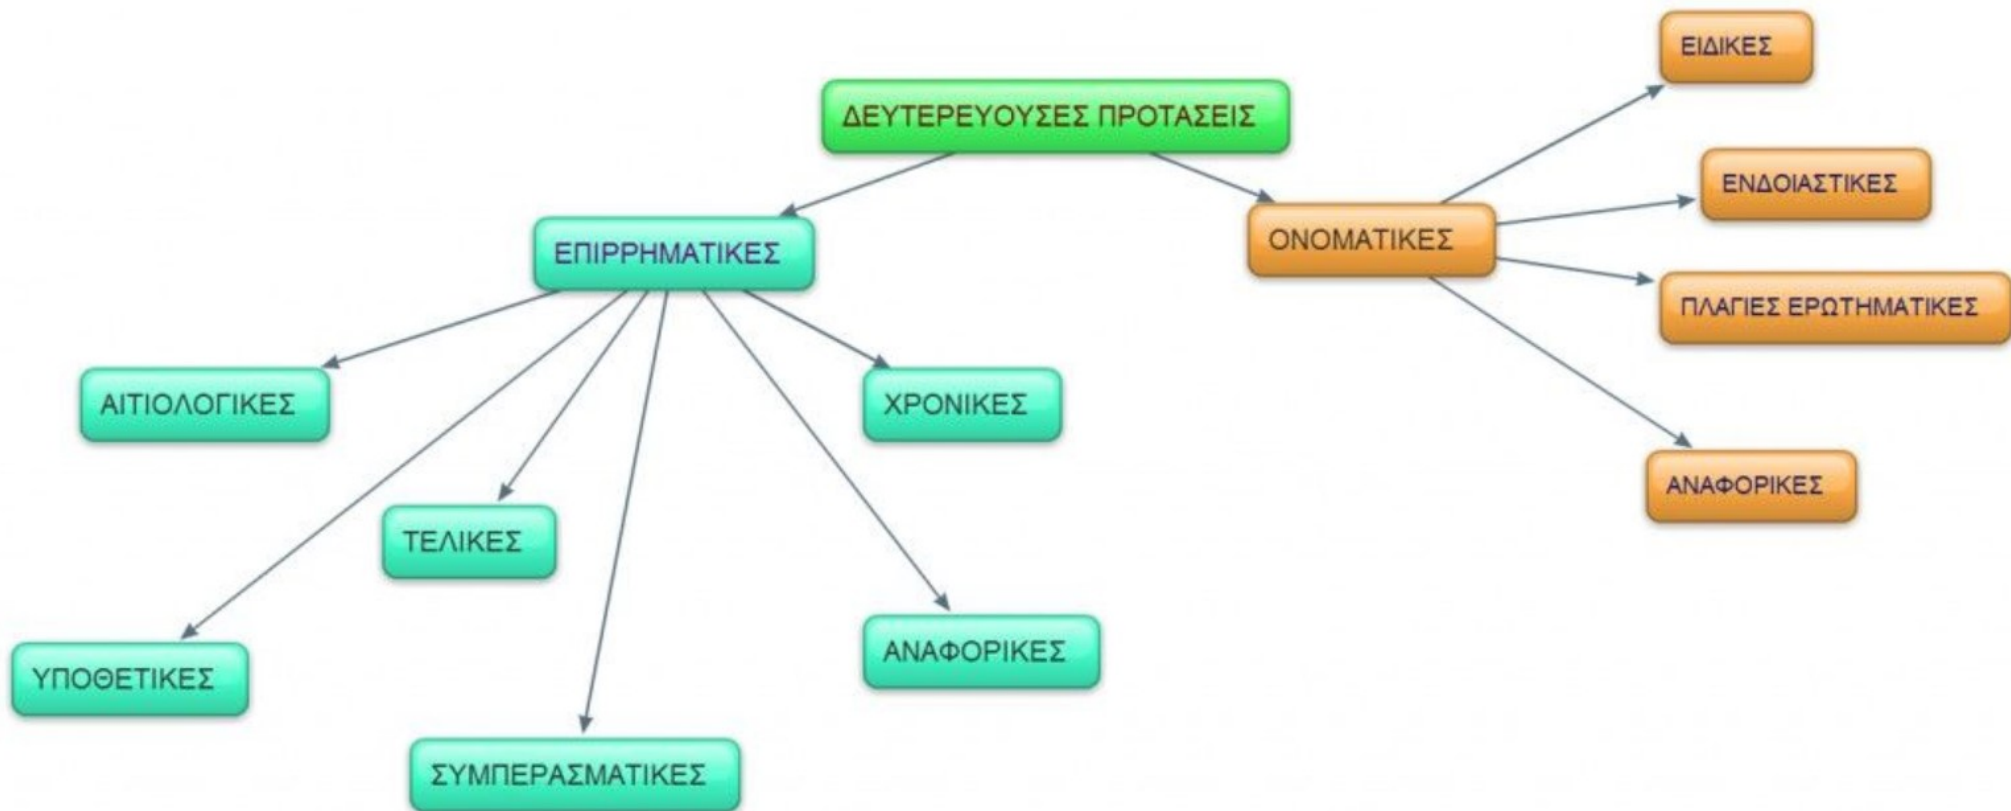 ΕΙΔΙΚΕΣ
ΔΕΥΤΕΡΕΥΟΥΣΕΣ ΠΡΟΤΑΣΕΙΣ
ΕΝΔΟΙΑΣΤΙΚΕΣ
ΕΠΙΡΡΗΜΑΤΙΚΕΣ
ΟΝΟΜΑΤΙΚΕΣ
ΠΛΑΓΙΕΣ ΕΡΩΤΗΜΑΤΙΚΕΣ
ΑΙΤΙΟΛΟΓΙΚΕΣ
ΧΡΟΝΙΚΕΣ
ΑΝΑΦΟΡΙΚΕΣ
ΤΕΛΙΚΕΣ
ΑΝΑΦΟΡΙΚΕΣ
ΥΠΟΘΕΤΙΚΕΣ
ΣΥΜΠΕΡΑΣΜΑΤΙΚΕΣ